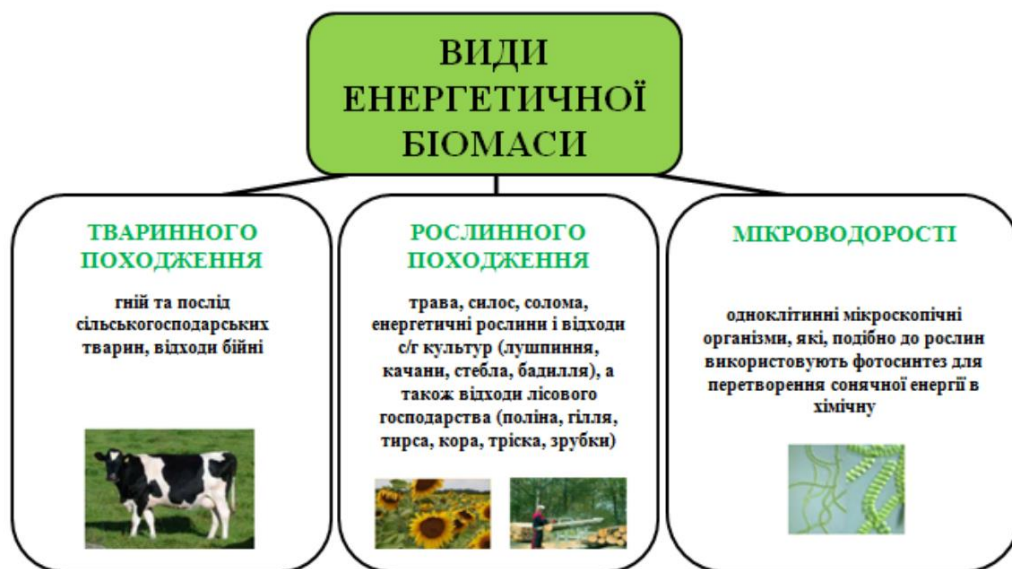 ВИДИ
ЕНЕРГЕТИЧНОЇ
БІОМАСИ
ТВАРИННОГО
ПОХОДЖЕННЯ
гній та послід
сільськогосподарських
тварин, відходи бійні
РОСЛИННОГО
ПОХОДЖЕННЯ
трава, силос, солома,
енергетичні рослини і відходи
с/г культур (лушпиння,
качани, стебла, бадилля), а
також відходи лісового
господарства (поліна, гілля,
тирса, кора, тріска, зрубки)
МІКРОВОДОРОСТІ
одноклітинні мікроскопічні
організми, які, подібно до рослин
використовують фотосинтез для
перетворення сонячної енергії в
хімічну